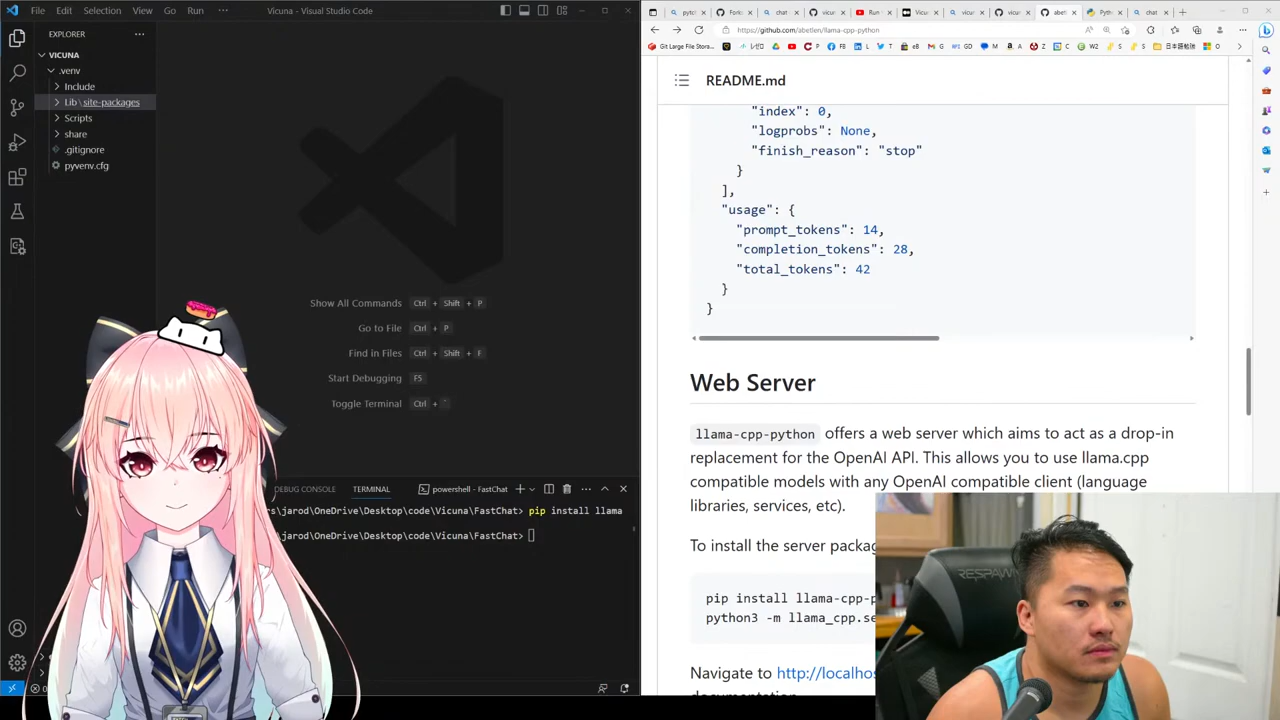 File Edit Selection View Go Run ··· Vicuna - Visual Studio Code
EXPLORER ···
VICUNA
.venv
Include
Lib \ site-packages
Scripts
share
.gitignore
pyvenv.cfg
Show All Commands Ctrl + Shift + P
Go to File Ctrl + P
Find in Files Ctrl + Shift + F
Start Debugging F5
Toggle Terminal Ctrl + `
DEBUG CONSOLE TERMINAL powershell - FastChat
\jarod\OneDrive\Desktop\code\Vicuna\FastChat> pip install llama
\jarod\OneDrive\Desktop\code\Vicuna\FastChat>
https://github.com/abetlen/llama-cpp-python
Git Large File Stora...
README.md
"index": 0,
"logprobs": None,
"finish_reason": "stop"
}
],
"usage": {
"prompt_tokens": 14,
"completion_tokens": 28,
"total_tokens": 42
}
}
Web Server
llama-cpp-python offers a web server which aims to act as a drop-in
replacement for the OpenAI API. This allows you to use llama.cpp
compatible models with any OpenAI compatible client (language
libraries, services, etc).
To install the server packag
pip install llama-cpp-p
python3 -m llama_cpp.se
Navigate to http://localhos
RESPAWN